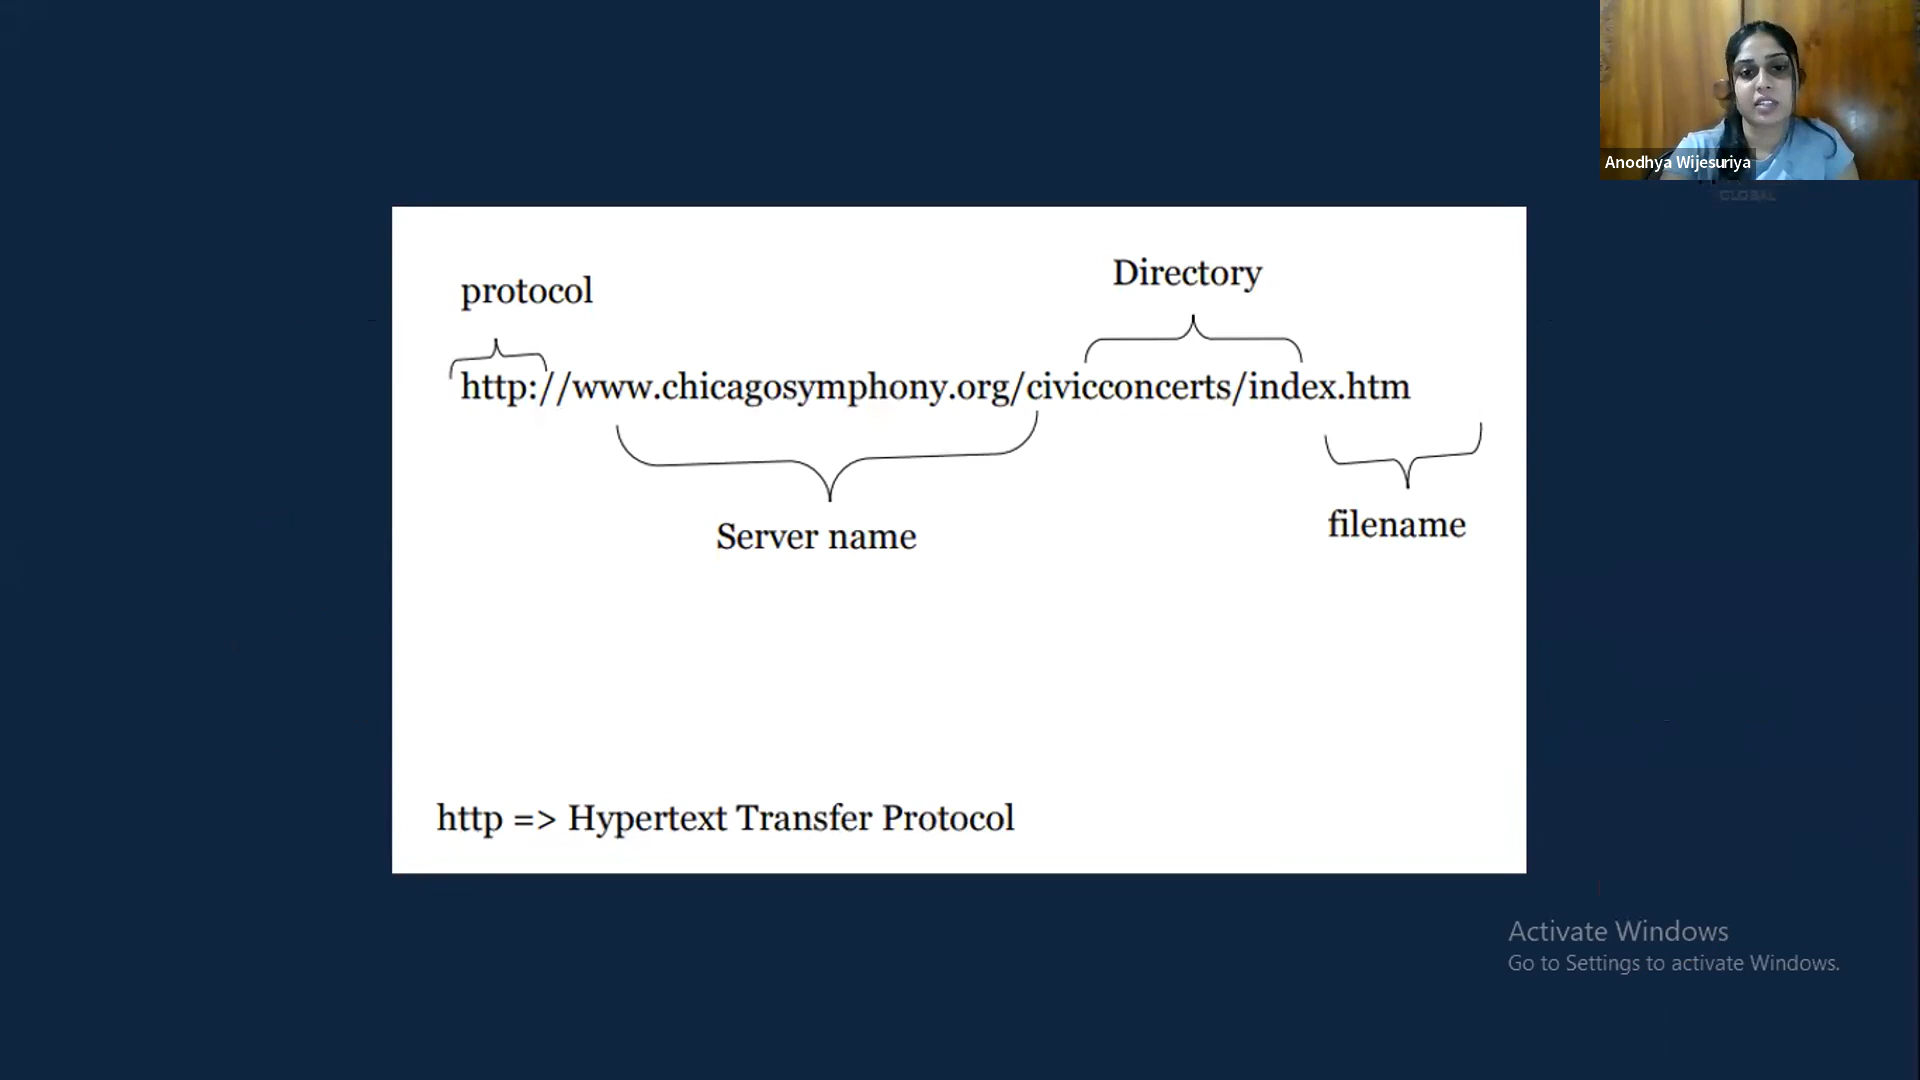 Anodhya Wijesuriya
GLOBAL
Directory
protocol
http://www.chicagosymphony.org/civicconcerts/index.htm
Server name
filename
http => Hypertext Transfer Protocol
Activate Windows
Go to Settings to activate Windows.